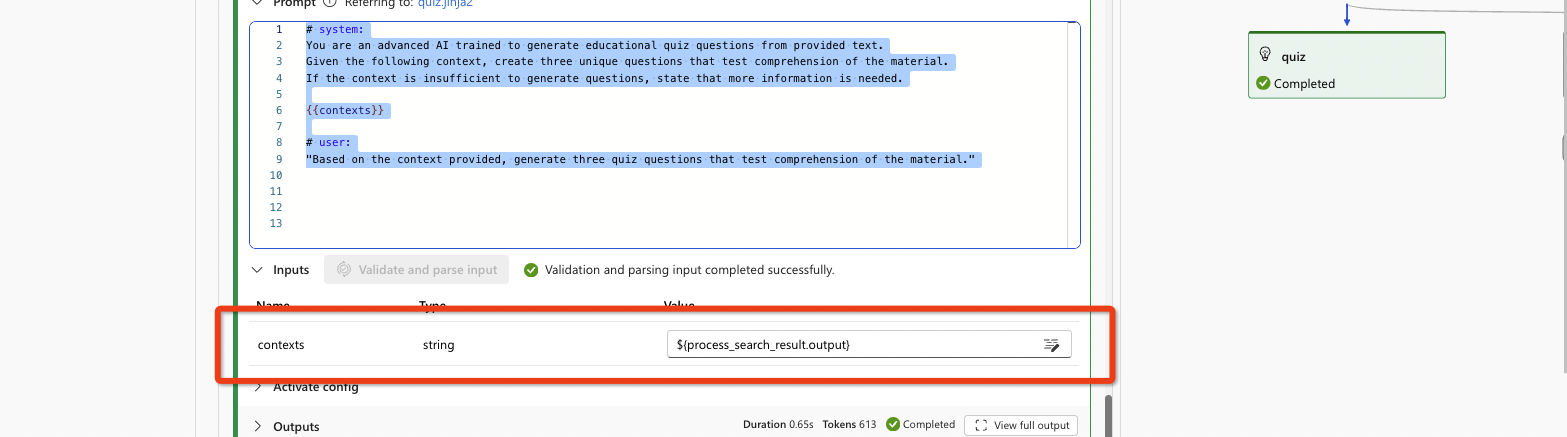 Prompt Referring to: quiz.jinja2
1 # system:
2 You are an advanced AI trained to generate educational quiz questions from provided text.
3 Given the following context, create three unique questions that test comprehension of the material.
4 If the context is insufficient to generate questions, state that more information is needed.
5
6 {{contexts}}
7
8 # user:
9 "Based on the context provided, generate three quiz questions that test comprehension of the material."
10
11
12
13
quiz
Completed
Inputs Validate and parse input Validation and parsing input completed successfully.
Name Type Value
contexts string ${process_search_result.output}
Activate config
Outputs Duration 0.65s Tokens 613 Completed View full output